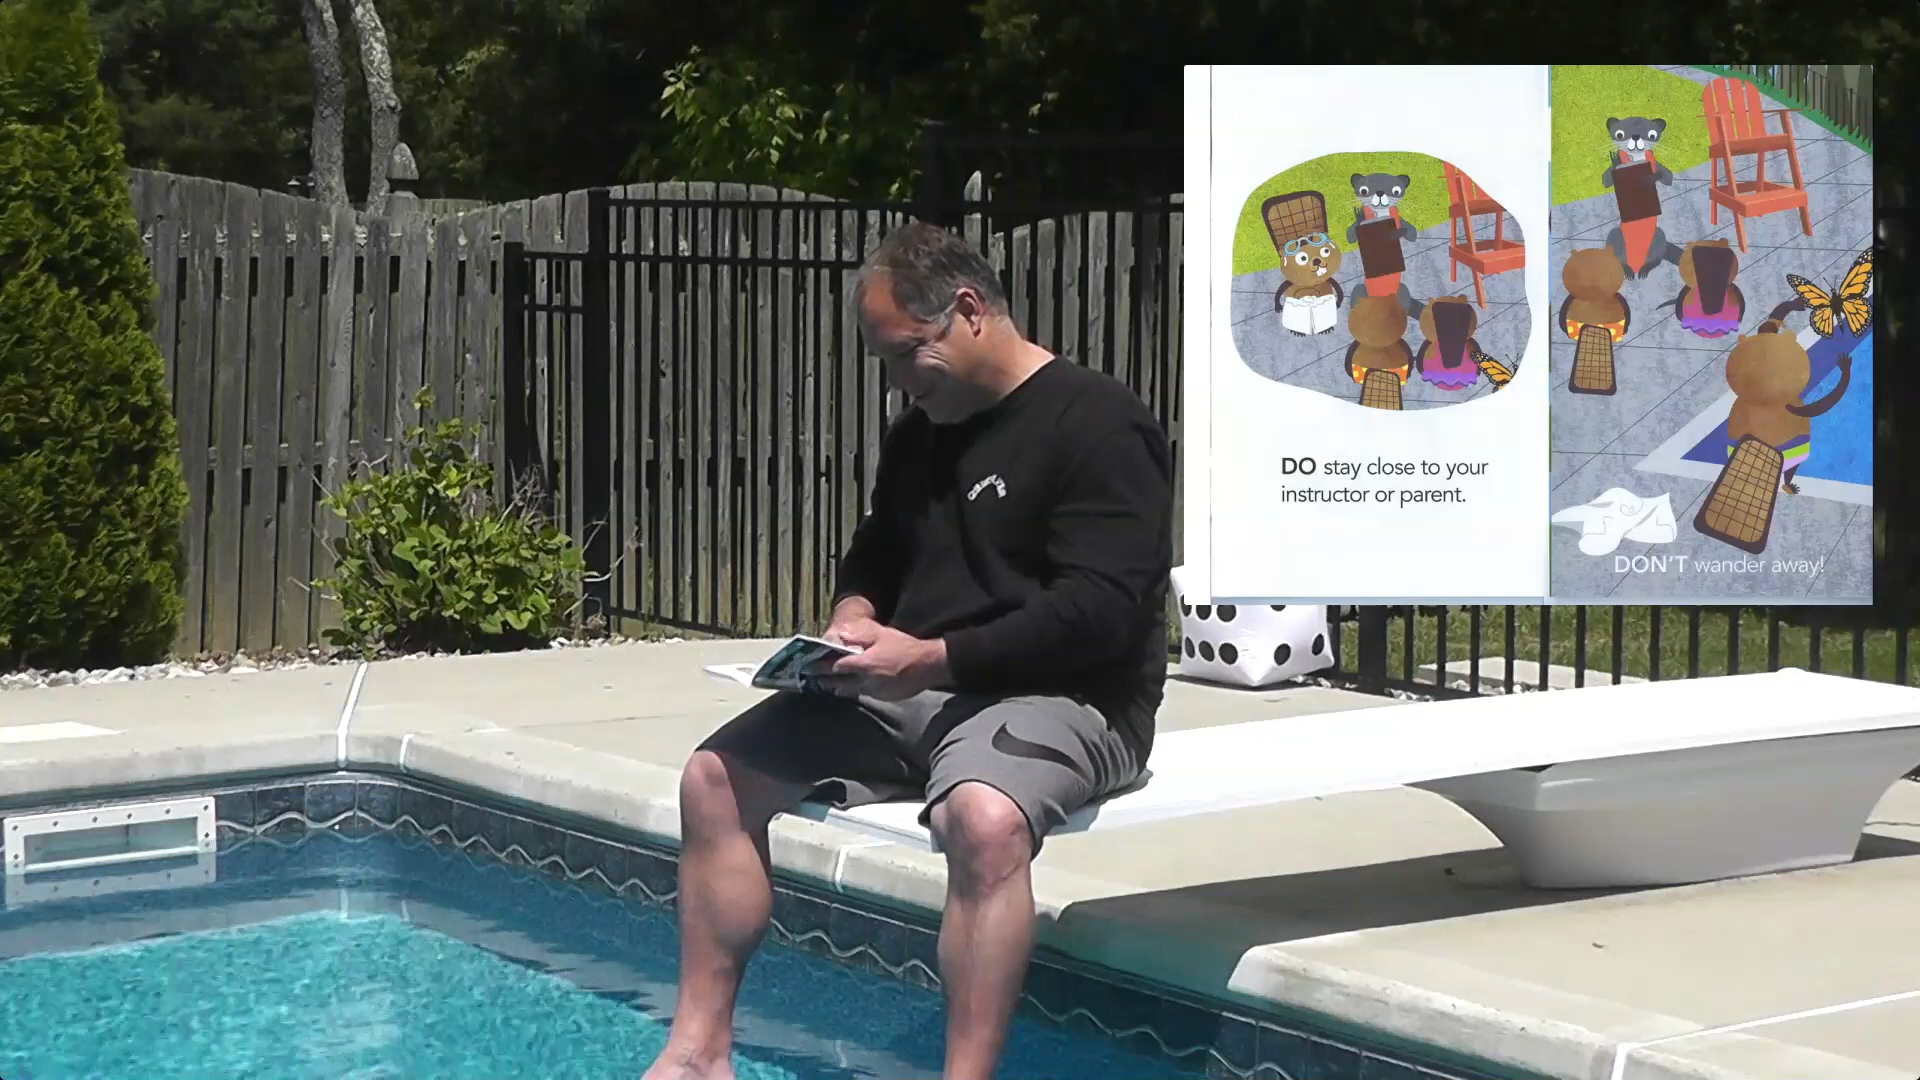 DO stay close to your
instructor or parent.
DON'T wander away!